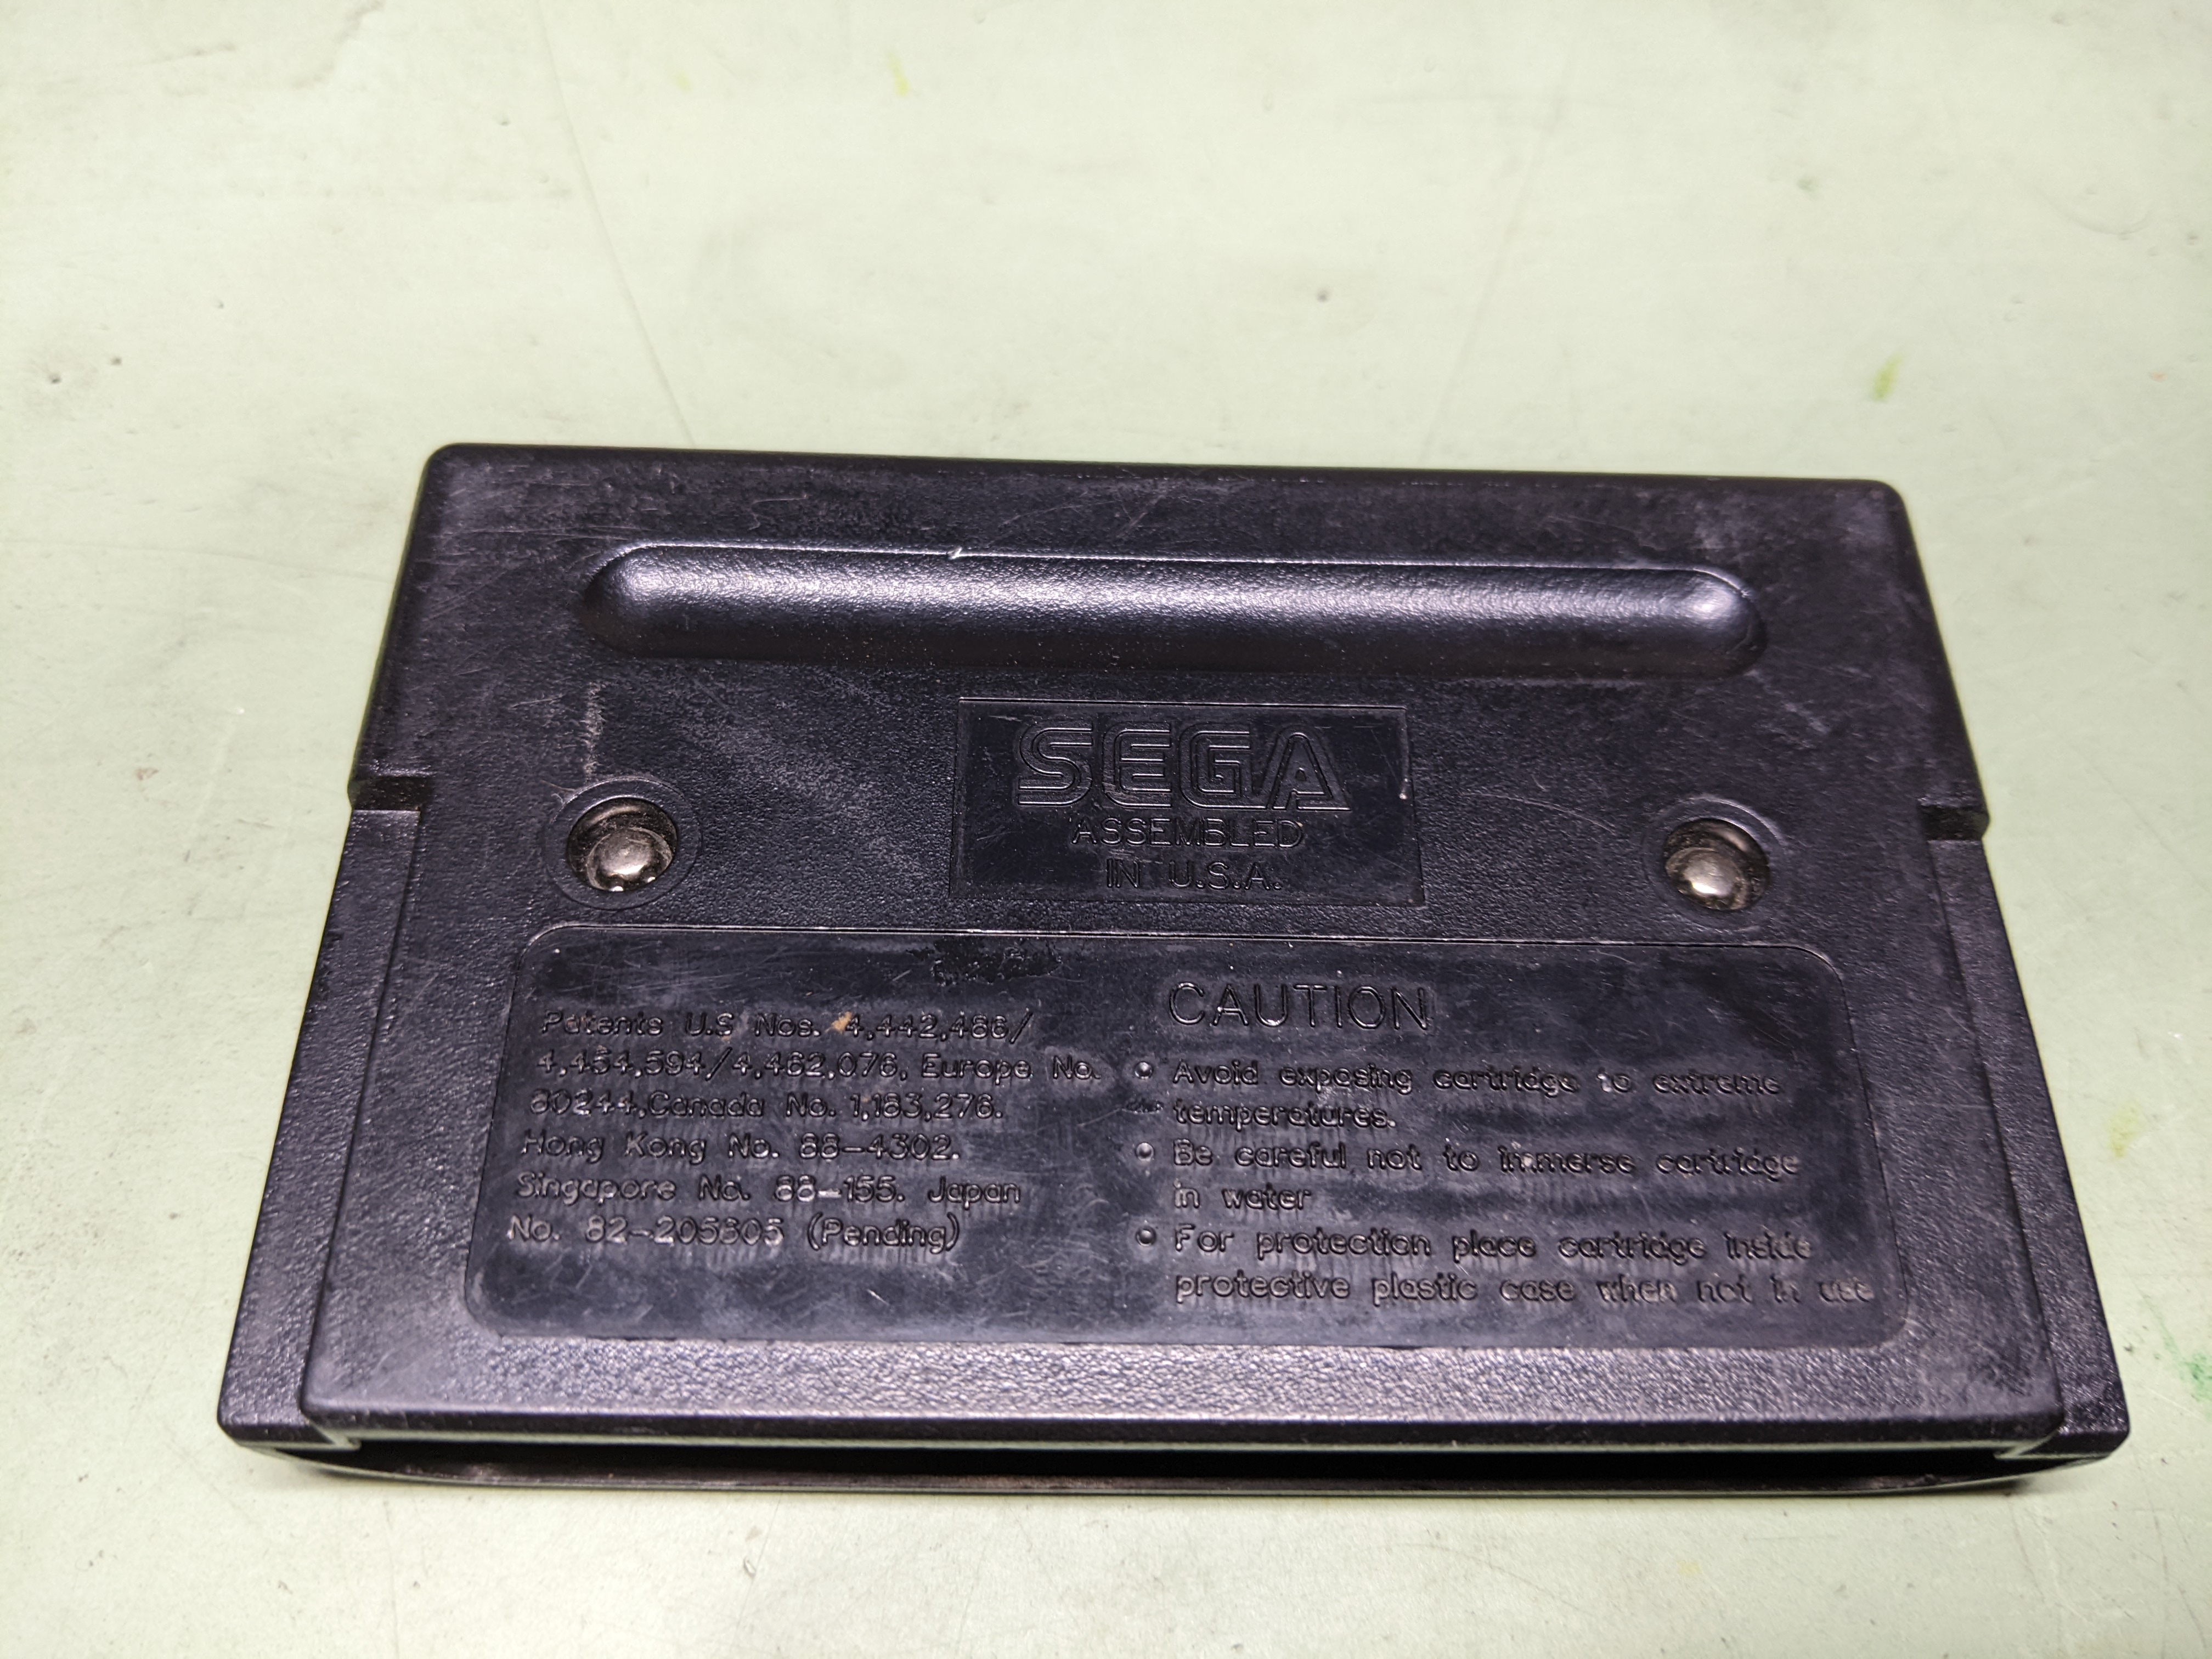 SEGA
ASSEMBLED
IN U.S.A.
Patents U.S Nos. 4,442,486/
4,454,594/4,462,076, Europe No.
80244,Canada No. 1,183,276.
Hong Kong No. 88-4302.
Singapore No. 88-155. Japan
No. 82-205605 (Pending)
CAUTION
Avoid exposing cartridge to extreme
temperatures.
Be careful not to immerse cartridge
in water
For protection place cartridge inside
protective plastic case when not in use